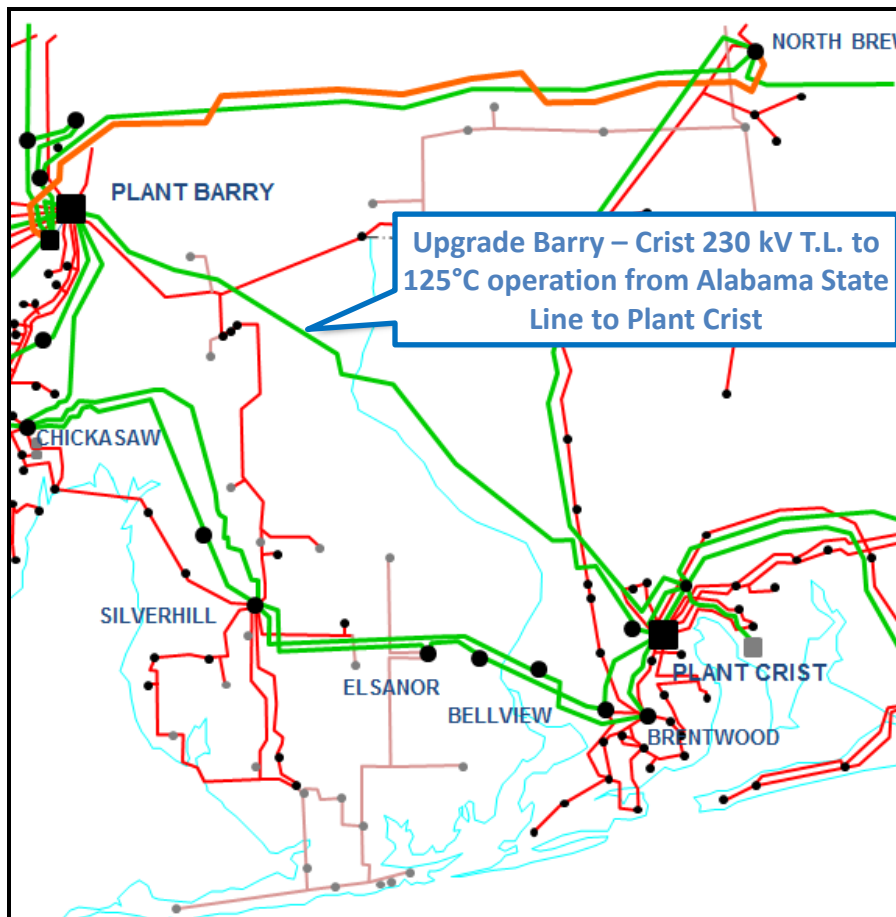 NORTH BREW
PLANT BARRY
Upgrade Barry – Crist 230 kV T.L. to
125°C operation from Alabama State
Line to Plant Crist
CHICKASAW
SILVERHILL
ELSANOR
PLANT CRIST
BELLVIEW
BRENTWOOD